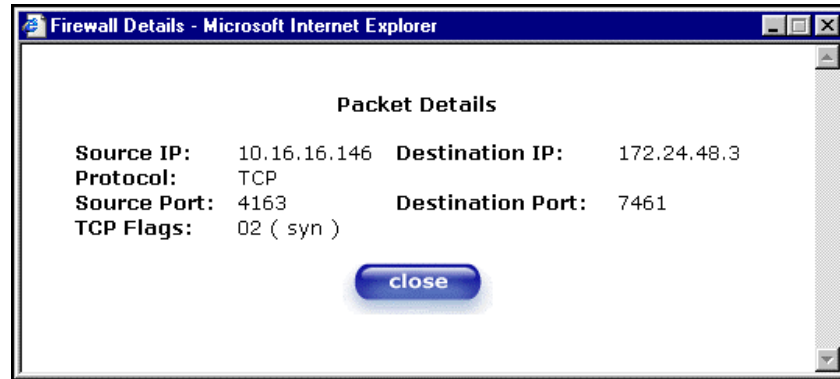 Firewall Details - Microsoft Internet Explorer
Packet Details
Source IP: 10.16.16.146 Destination IP: 172.24.48.3
Protocol: TCP
Source Port: 4163 Destination Port: 7461
TCP Flags: 02 ( syn )
close